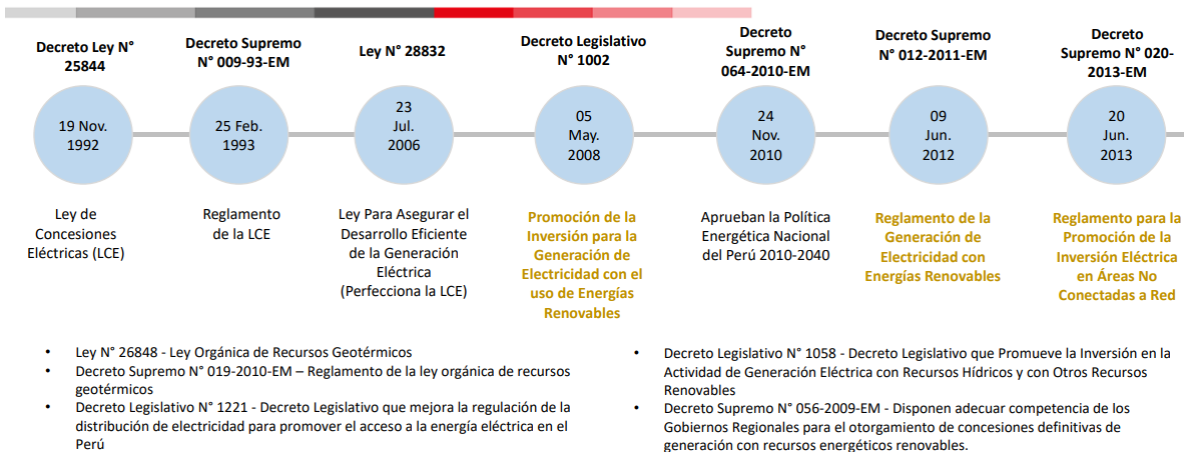 Decreto Ley N°
25844
Decreto Supremo
N° 009-93-EM
Ley N° 28832
Decreto Legislativo
N° 1002
Decreto
Supremo N°
064-2010-EM
Decreto Supremo
N° 012-2011-EM
Decreto
Supremo N° 020-
2013-EM
19 Nov.
1992
25 Feb.
1993
23
Jul.
2006
05
May.
2008
24
Nov.
2010
09
Jun.
2012
20
Jun.
2013
Ley de
Concesiones
Eléctricas (LCE)
Reglamento
de la LCE
Ley Para Asegurar el
Desarrollo Eficiente
de la Generación
Eléctrica
(Perfecciona la LCE)
Promoción de la
Inversión para la
Generación de
Electricidad con el
uso de Energías
Renovables
Aprueban la Política
Energética Nacional
del Perú 2010-2040
Reglamento de la
Generación de
Electricidad con
Energías Renovables
Reglamento para la
Promoción de la
Inversión Eléctrica
en Áreas No
Conectadas a Red
• Ley N° 26848 - Ley Orgánica de Recursos Geotérmicos
• Decreto Supremo N° 019-2010-EM – Reglamento de la ley orgánica de recursos
geotérmicos
• Decreto Legislativo N° 1221 - Decreto Legislativo que mejora la regulación de la
distribución de electricidad para promover el acceso a la energía eléctrica en el
Perú
• Decreto Legislativo N° 1058 - Decreto Legislativo que Promueve la Inversión en la
Actividad de Generación Eléctrica con Recursos Hídricos y con Otros Recursos
Renovables
• Decreto Supremo N° 056-2009-EM - Disponen adecuar competencia de los
Gobiernos Regionales para el otorgamiento de concesiones definitivas de
generación con recursos energéticos renovables.